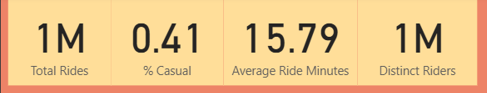 1M 0.41 15.79 1M
Total Rides % Casual Average Ride Minutes Distinct Riders